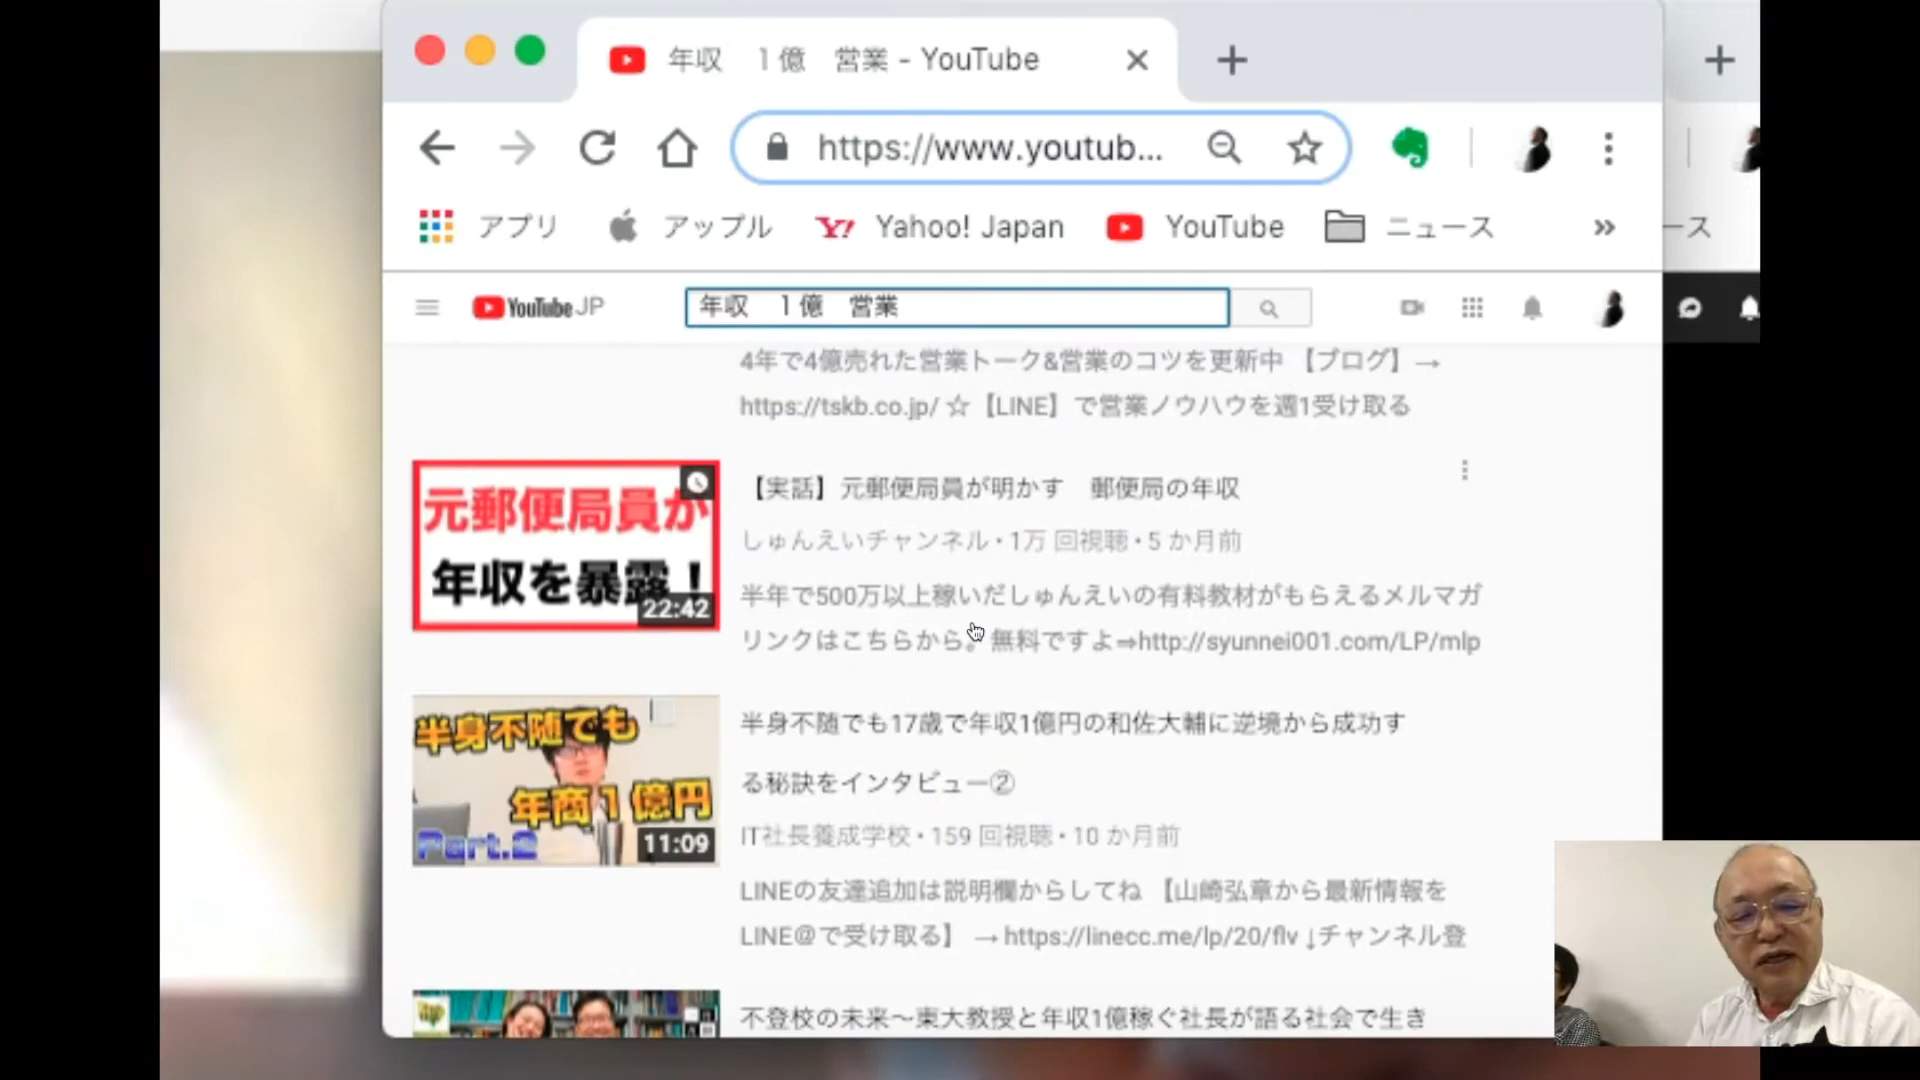 年収　１億　営業 - YouTube
https://www.youtub...
アプリ
アップル
Yahoo! Japan
YouTube
ニュース
ース
YouTube JP
年収　１億　営業
4年で4億売れた営業トーク&営業のコツを更新中 【ブログ】→
https://tskb.co.jp/ ☆【LINE】で営業ノウハウを週1受け取る
元郵便局員が
年収を暴露！
22:42
【実話】元郵便局員が明かす　郵便局の年収
しゅんえいチャンネル・1万 回視聴・5 か月前
半年で500万以上稼いだしゅんえいの有料教材がもらえるメルマガ
リンクはこちらから。無料ですよ⇒http://syunnei001.com/LP/mlp
半身不随でも
年商１億円
Part.2
11:09
半身不随でも17歳で年収1億円の和佐大輔に逆境から成功す
る秘訣をインタビュー②
IT社長養成学校・159 回視聴・10 か月前
LINEの友達追加は説明欄からしてね 【山崎弘章から最新情報を
LINE@で受け取る】 →https://linecc.me/lp/20/flv ↓チャンネル登
不登校の未来〜東大教授と年収1億稼ぐ社長が語る社会で生き